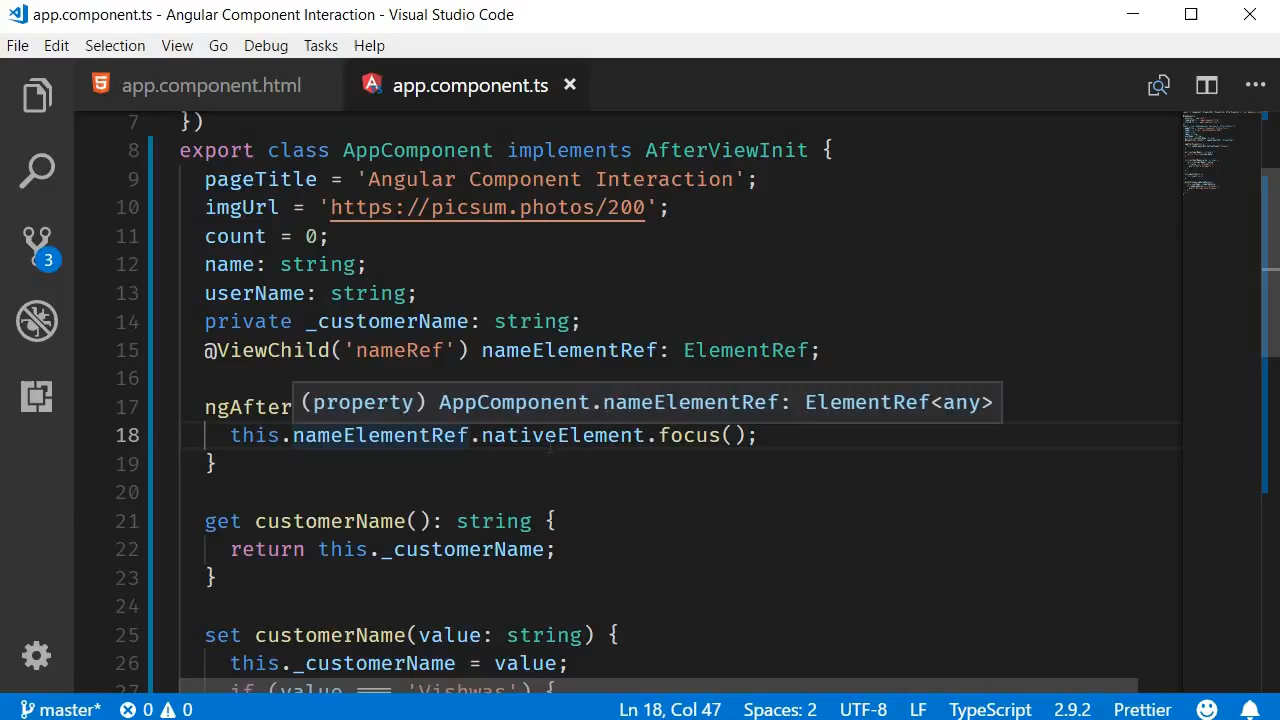 app.component.ts - Angular Component Interaction - Visual Studio Code
File Edit Selection View Go Debug Tasks Help
app.component.html app.component.ts
7 })
8 export class AppComponent implements AfterViewInit {
9 pageTitle = 'Angular Component Interaction';
10 imgUrl = 'https://picsum.photos/200';
11 count = 0;
12 name: string;
13 userName: string;
14 private _customerName: string;
15 @ViewChild('nameRef') nameElementRef: ElementRef;
16
(property) AppComponent.nameElementRef: ElementRef<any>
17 ngAfter
18 this.nameElementRef.nativeElement.focus();
19 }
20
21 get customerName(): string {
22 return this._customerName;
23 }
24
25 set customerName(value: string) {
26 this._customerName = value;
27 if (value === 'Vishwas') {
3
master* 0 0 Ln 18, Col 47 Spaces: 2 UTF-8 LF TypeScript 2.9.2 Prettier